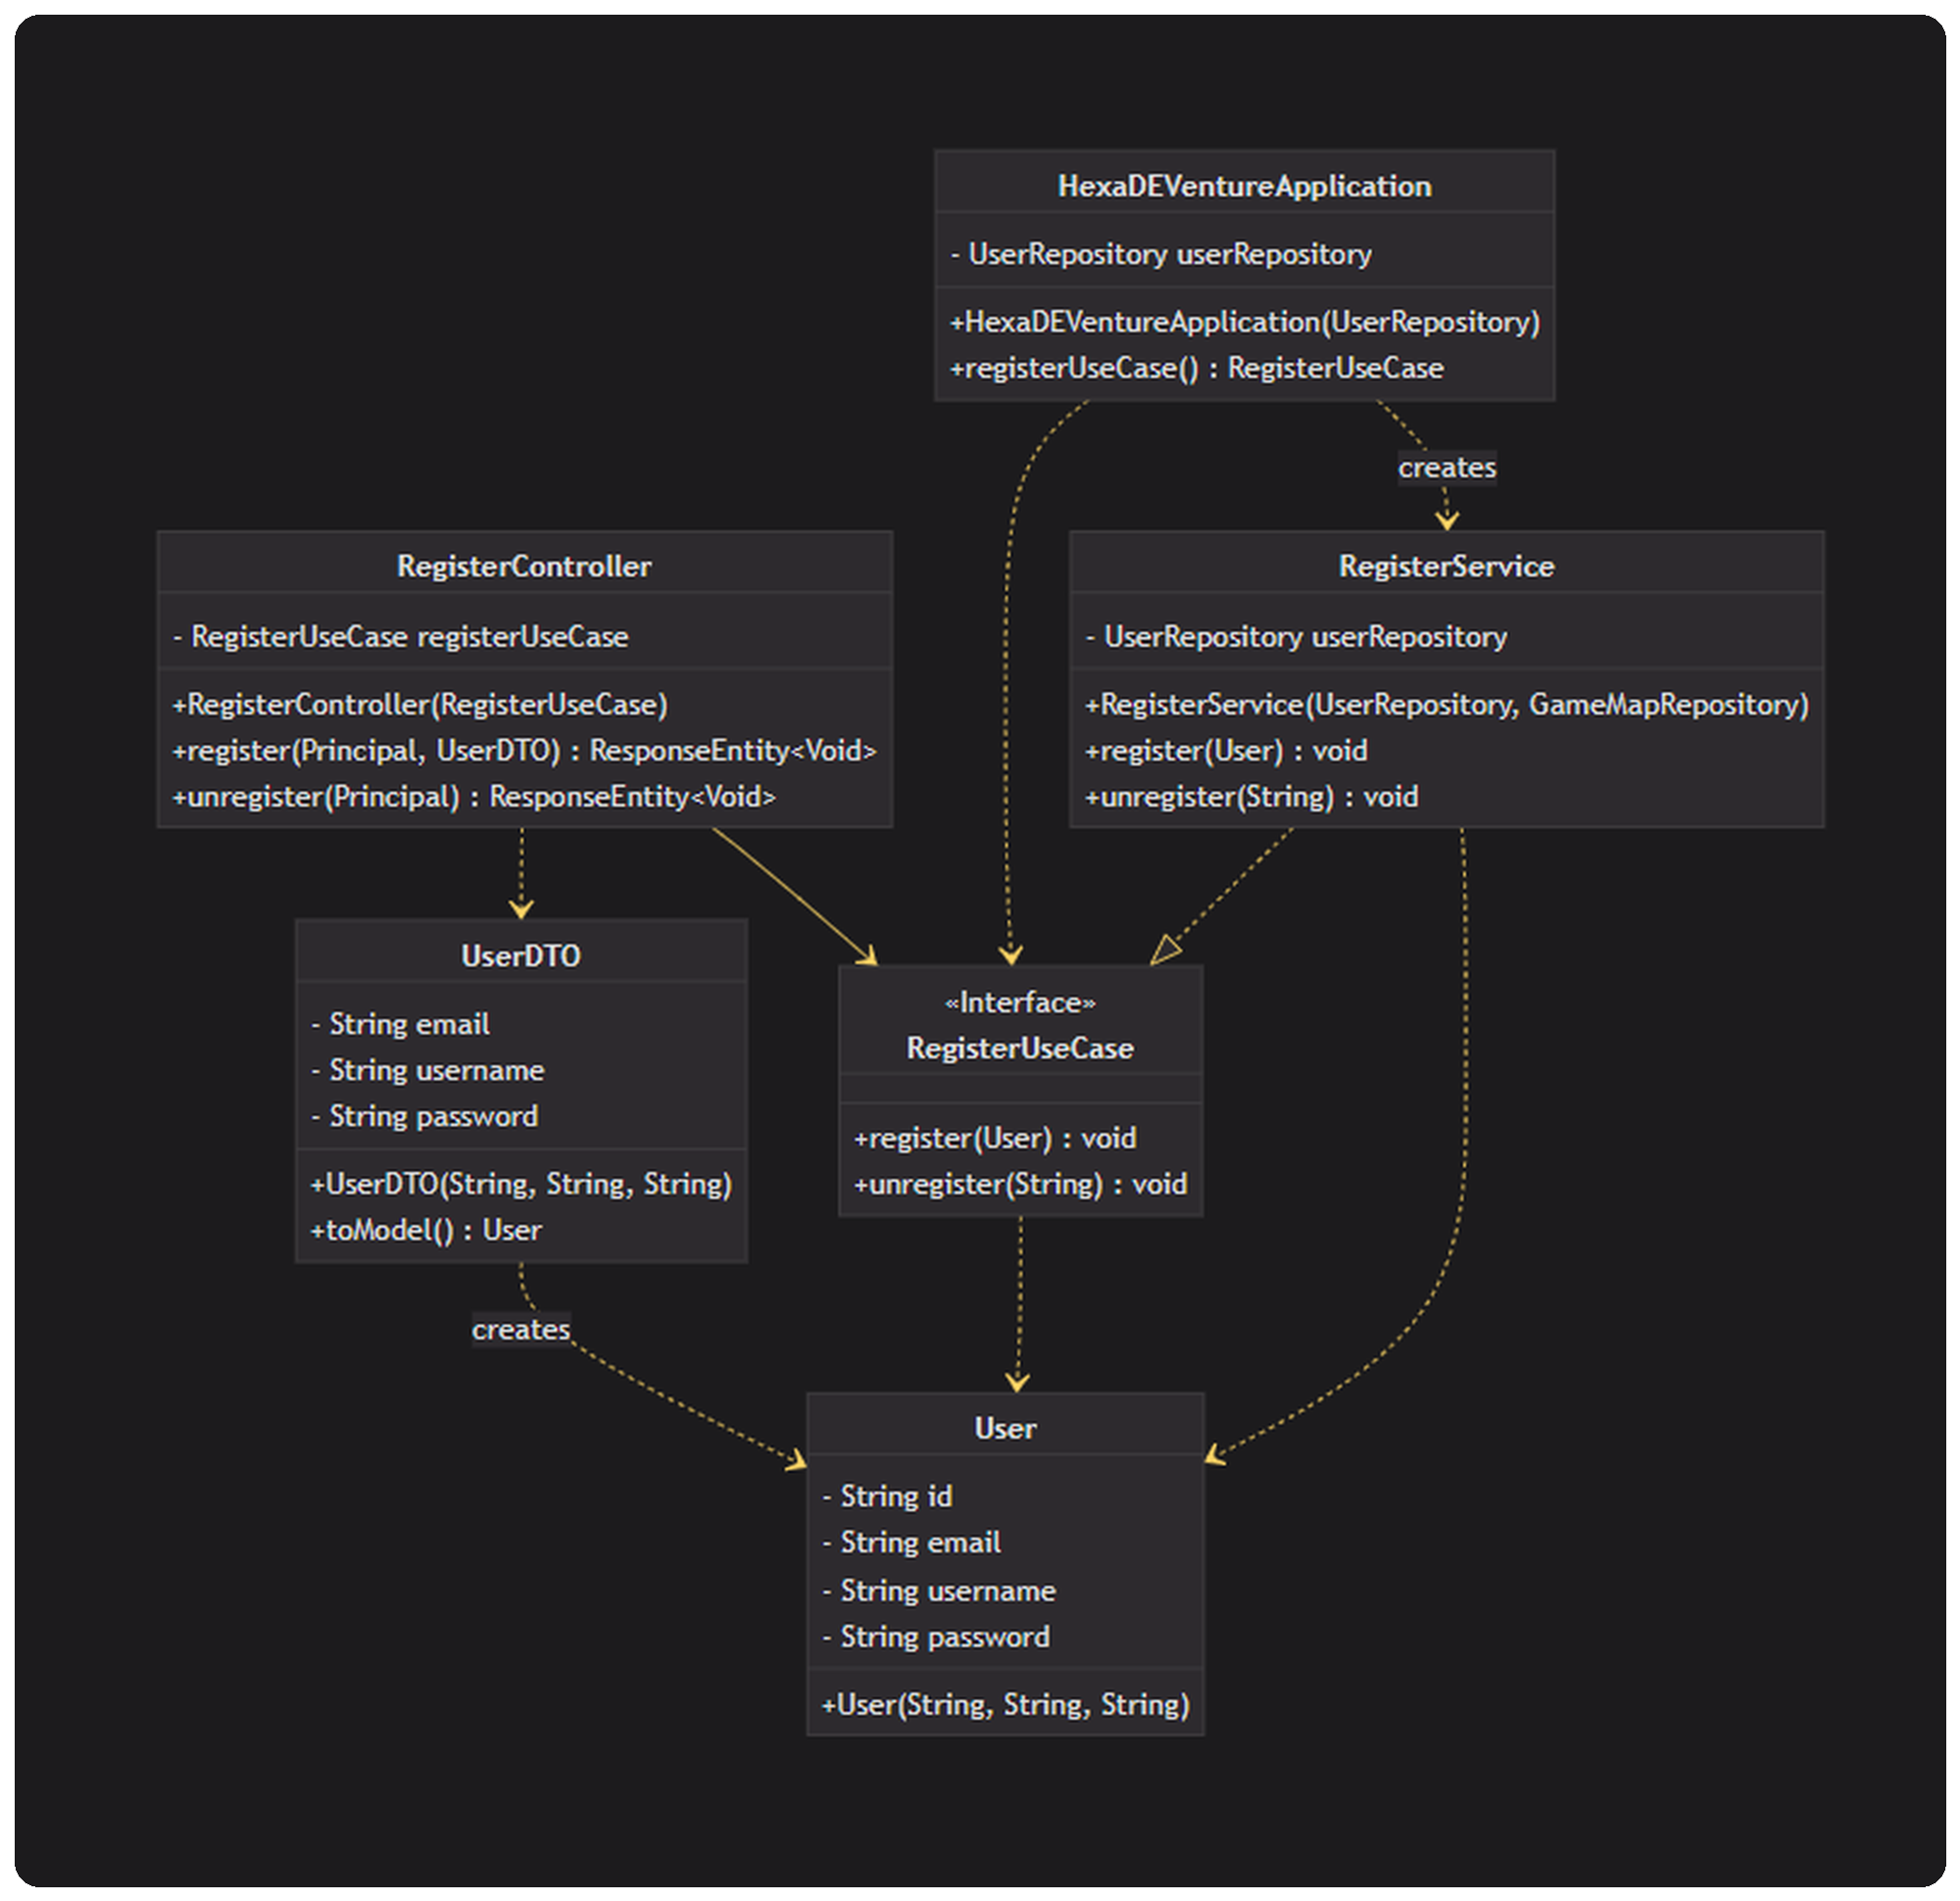 HexaDEVentureApplication
- UserRepository userRepository
+HexaDEVentureApplication(UserRepository)
+registerUseCase() : RegisterUseCase
creates
RegisterController
- RegisterUseCase registerUseCase
+RegisterController(RegisterUseCase)
+register(Principal, UserDTO) : ResponseEntity<Void>
+unregister(Principal) : ResponseEntity<Void>
RegisterService
- UserRepository userRepository
+RegisterService(UserRepository, GameMapRepository)
+register(User) : void
+unregister(String) : void
UserDTO
- String email
- String username
- String password
+UserDTO(String, String, String)
+toModel() : User
«Interface»
RegisterUseCase
+register(User) : void
+unregister(String) : void
creates
User
- String id
- String email
- String username
- String password
+User(String, String, String)